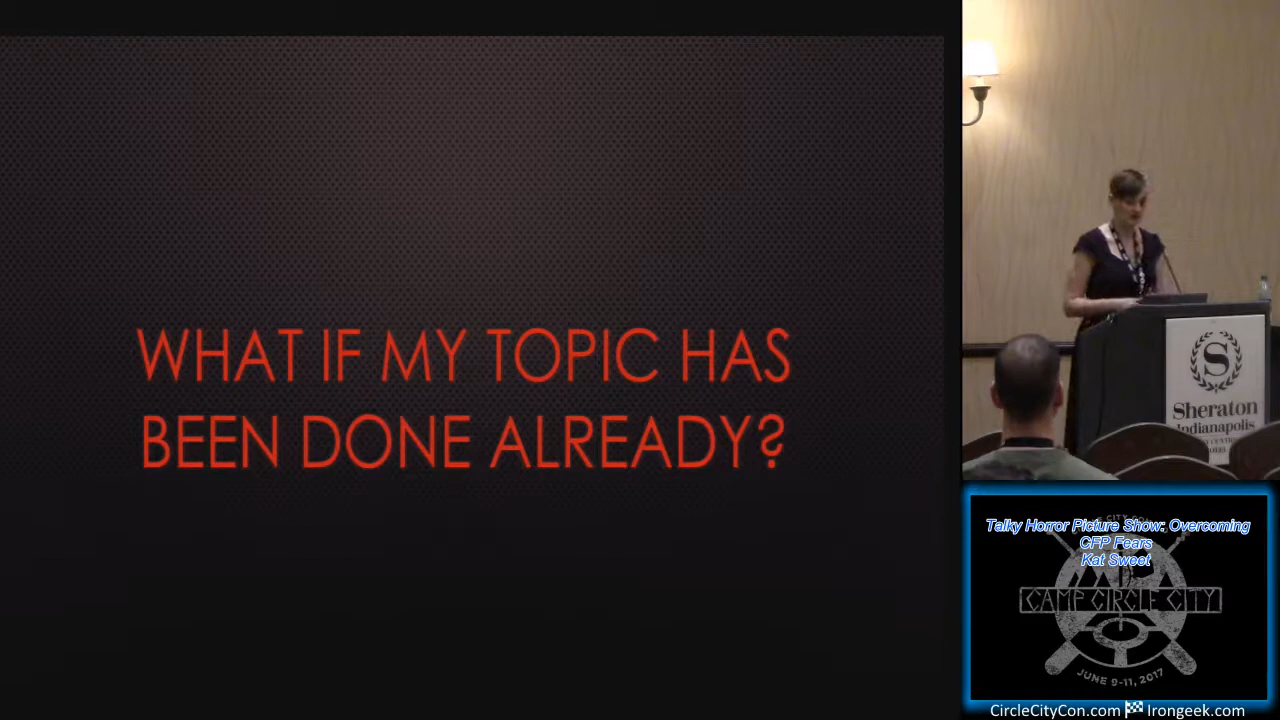 WHAT IF MY TOPIC HAS
BEEN DONE ALREADY?
S
Sheraton
Indianapolis
Talky Horror Picture Show: Overcoming
CFP Fears
Kat Sweet
CAMP CIRCLE CITY
JUNE 9-11, 2017
CircleCityCon.com Irongeek.com